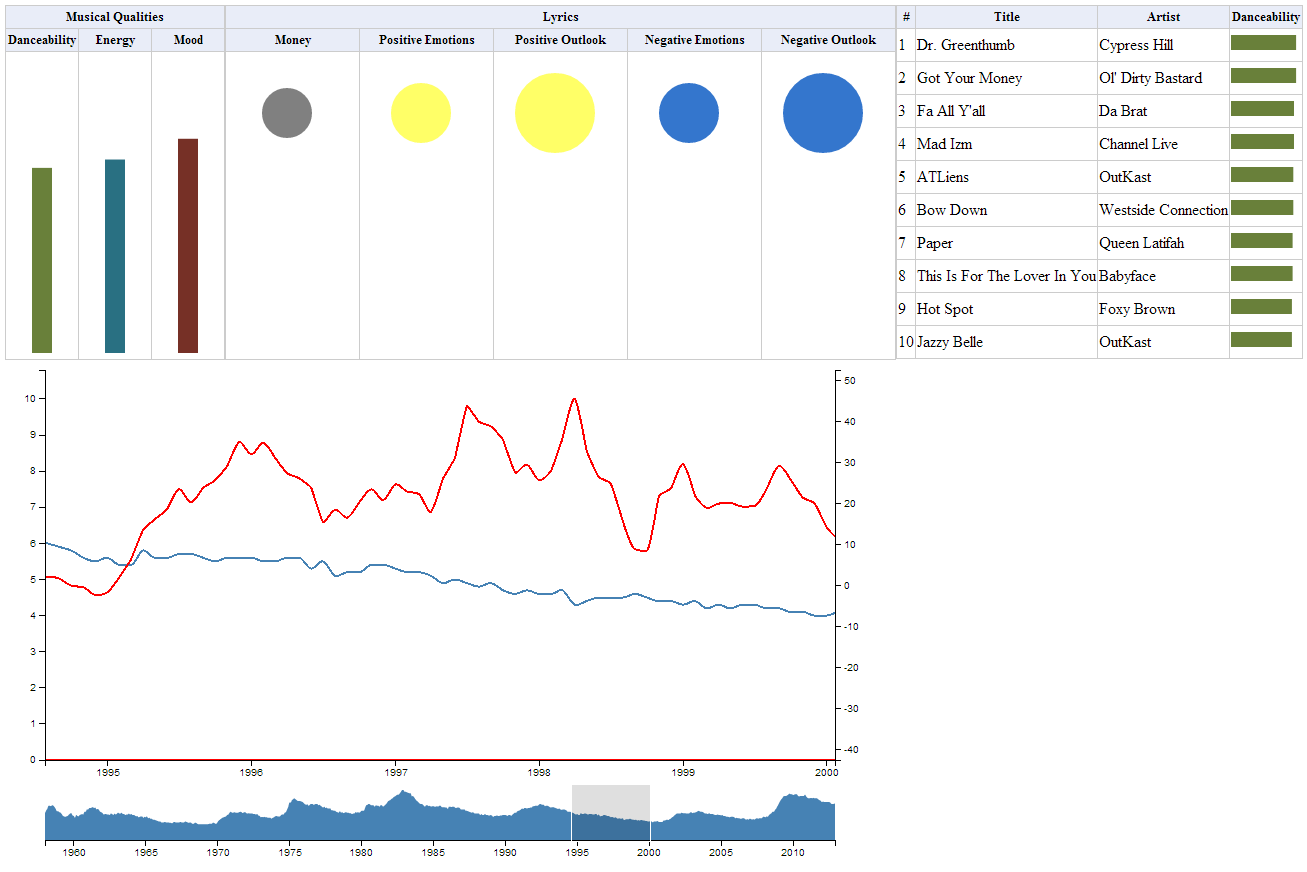 Musical Qualities Lyrics # Title Artist Danceability
Danceability Energy Mood Money Positive Emotions Positive Outlook Negative Emotions Negative Outlook
1 Dr. Greenthumb Cypress Hill
2 Got Your Money Ol' Dirty Bastard
3 Fa All Y'all Da Brat
4 Mad Izm Channel Live
5 ATLiens OutKast
6 Bow Down Westside Connection
7 Paper Queen Latifah
8 This Is For The Lover In You Babyface
9 Hot Spot Foxy Brown
10 Jazzy Belle OutKast
10
9
8
7
6
5
4
3
2
1
0
50
40
30
20
10
0
-10
-20
-30
-40
1995 1996 1997 1998 1999 2000
1960 1965 1970 1975 1980 1985 1990 1995 2000 2005 2010